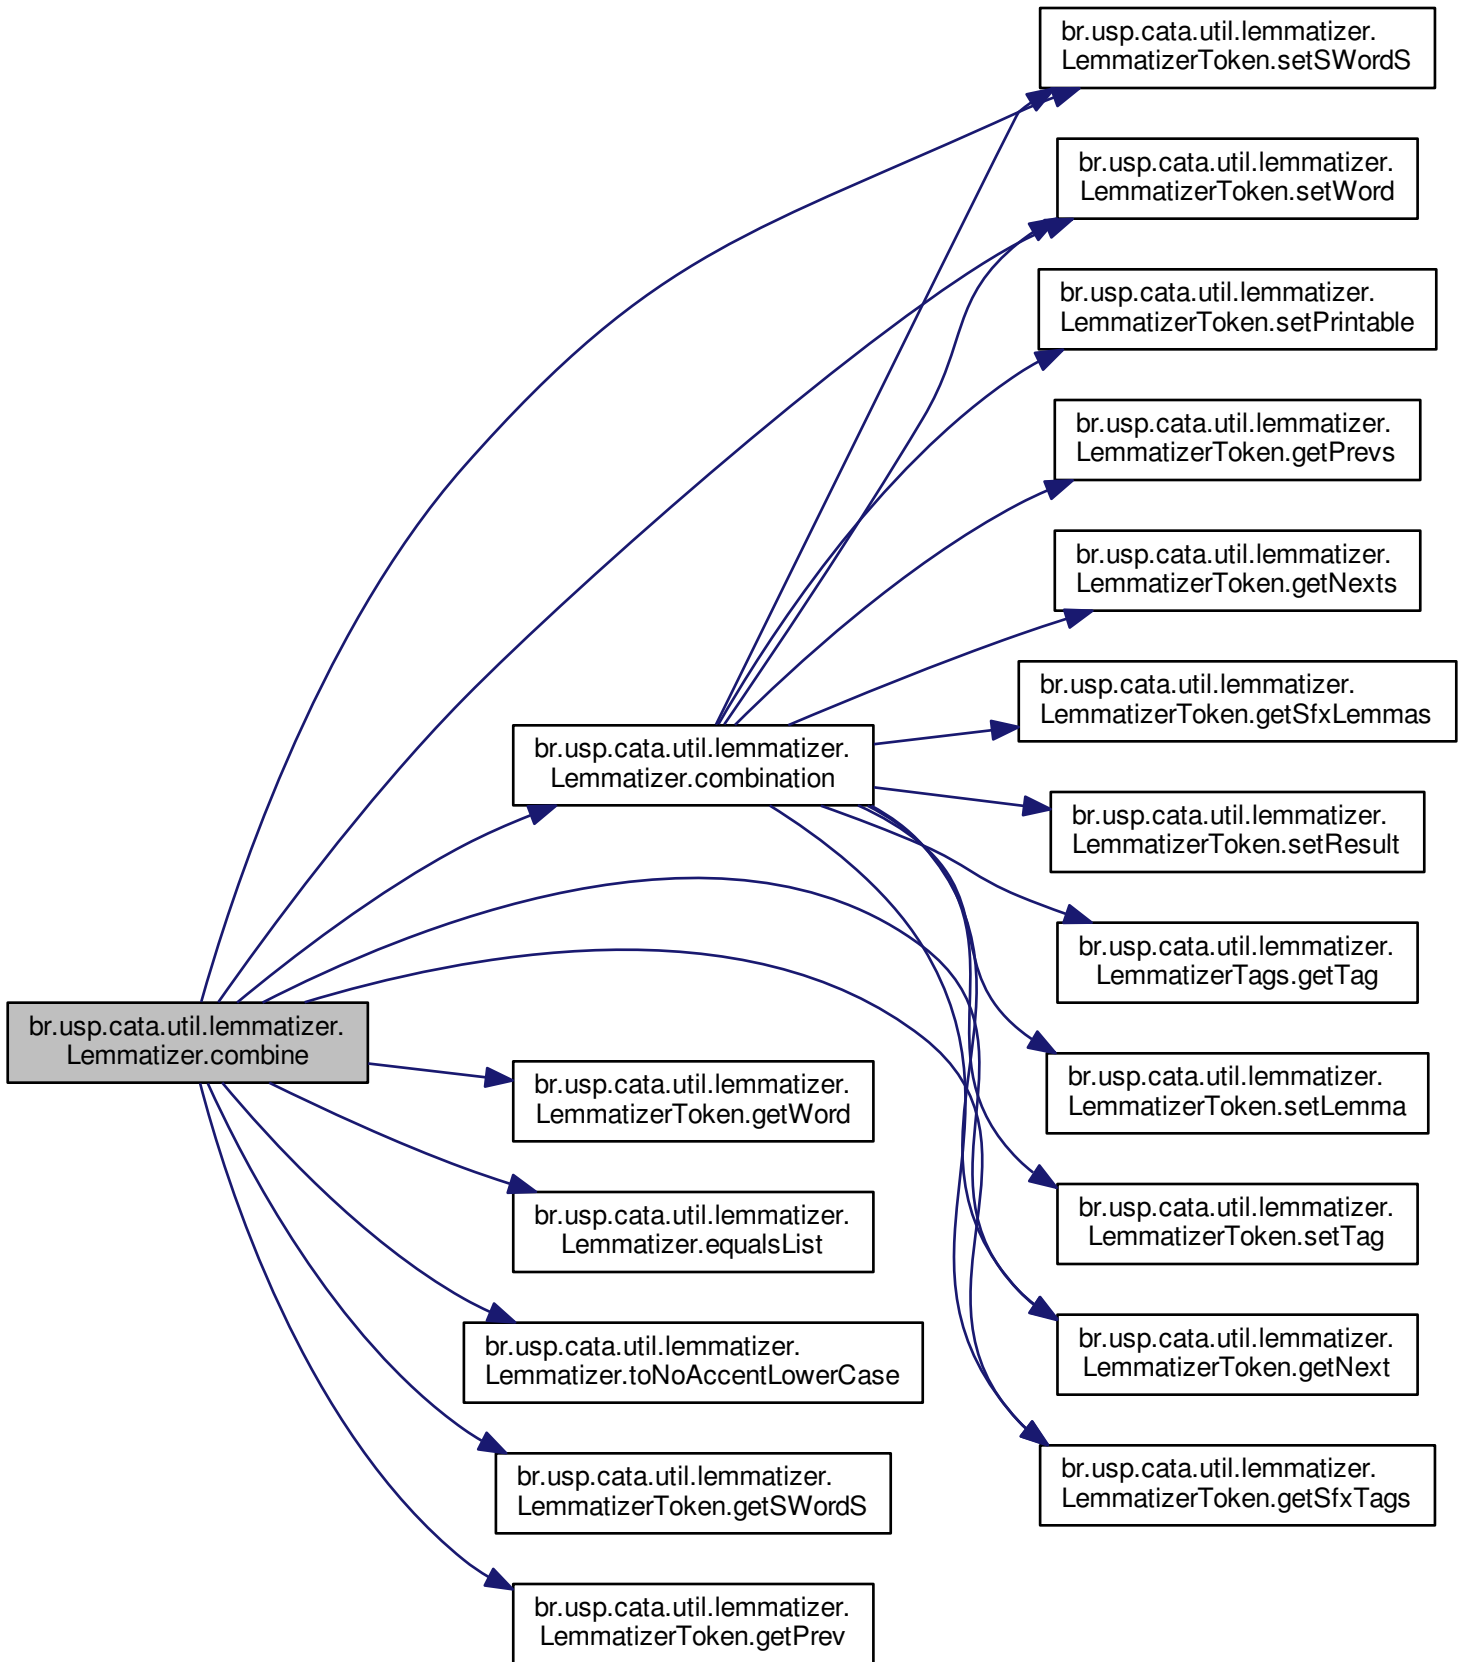 br.usp.cata.util.lemmatizer.
LemmatizerToken.setSWordS
br.usp.cata.util.lemmatizer.
LemmatizerToken.setWord
br.usp.cata.util.lemmatizer.
LemmatizerToken.setPrintable
br.usp.cata.util.lemmatizer.
LemmatizerToken.getPrevs
br.usp.cata.util.lemmatizer.
LemmatizerToken.getNexts
br.usp.cata.util.lemmatizer.
LemmatizerToken.getSfxLemmas
br.usp.cata.util.lemmatizer.
Lemmatizer.combination
br.usp.cata.util.lemmatizer.
LemmatizerToken.setResult
br.usp.cata.util.lemmatizer.
LemmatizerTags.getTag
br.usp.cata.util.lemmatizer.
Lemmatizer.combine
br.usp.cata.util.lemmatizer.
LemmatizerToken.getWord
br.usp.cata.util.lemmatizer.
LemmatizerToken.setLemma
br.usp.cata.util.lemmatizer.
Lemmatizer.equalsList
br.usp.cata.util.lemmatizer.
LemmatizerToken.setTag
br.usp.cata.util.lemmatizer.
Lemmatizer.toNoAccentLowerCase
br.usp.cata.util.lemmatizer.
LemmatizerToken.getNext
br.usp.cata.util.lemmatizer.
LemmatizerToken.getSWordS
br.usp.cata.util.lemmatizer.
LemmatizerToken.getSfxTags
br.usp.cata.util.lemmatizer.
LemmatizerToken.getPrev